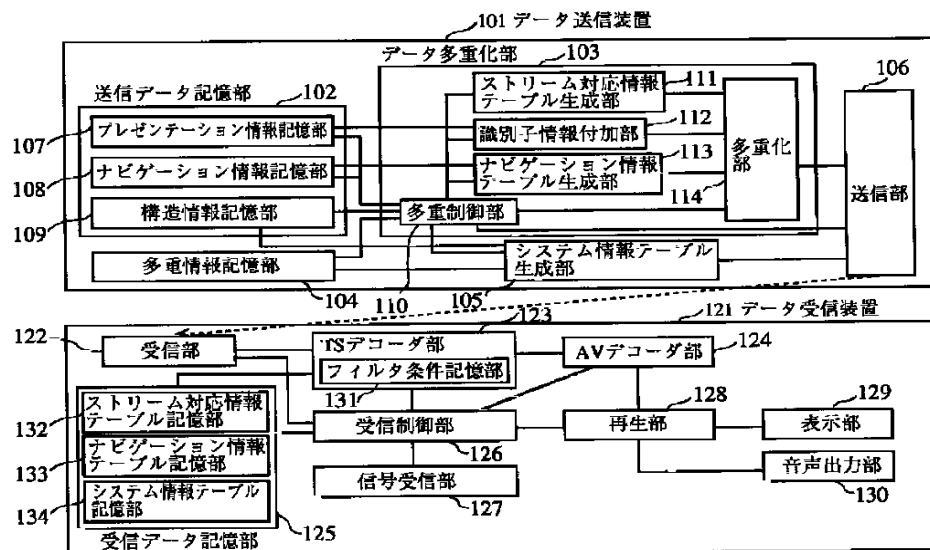 101 データ送信装置
データ多重化部
103
106
送信データ記憶部
102
ストリーム対応情報
テーブル生成部
111
107
プレゼンテーション情報記憶部
識別子情報付加部
112
多重化
部
108
ナビゲーション情報記憶部
ナビゲーション情報
テーブル生成部
113
114
送信部
109
構造情報記憶部
多重制御部
多重情報記憶部
システム情報テーブル
生成部
104
110
105
121 データ受信装置
122
受信部
123
TSデコーダ部
フィルタ条件記憶部
131
AVデコーダ部
124
132
ストリーム対応情報
テーブル記憶部
受信制御部
126
再生部
128
表示部
129
133
ナビゲーション情報
テーブル記憶部
信号受信部
127
音声出力部
130
134
システム情報テーブル
記憶部
125
受信データ記憶部